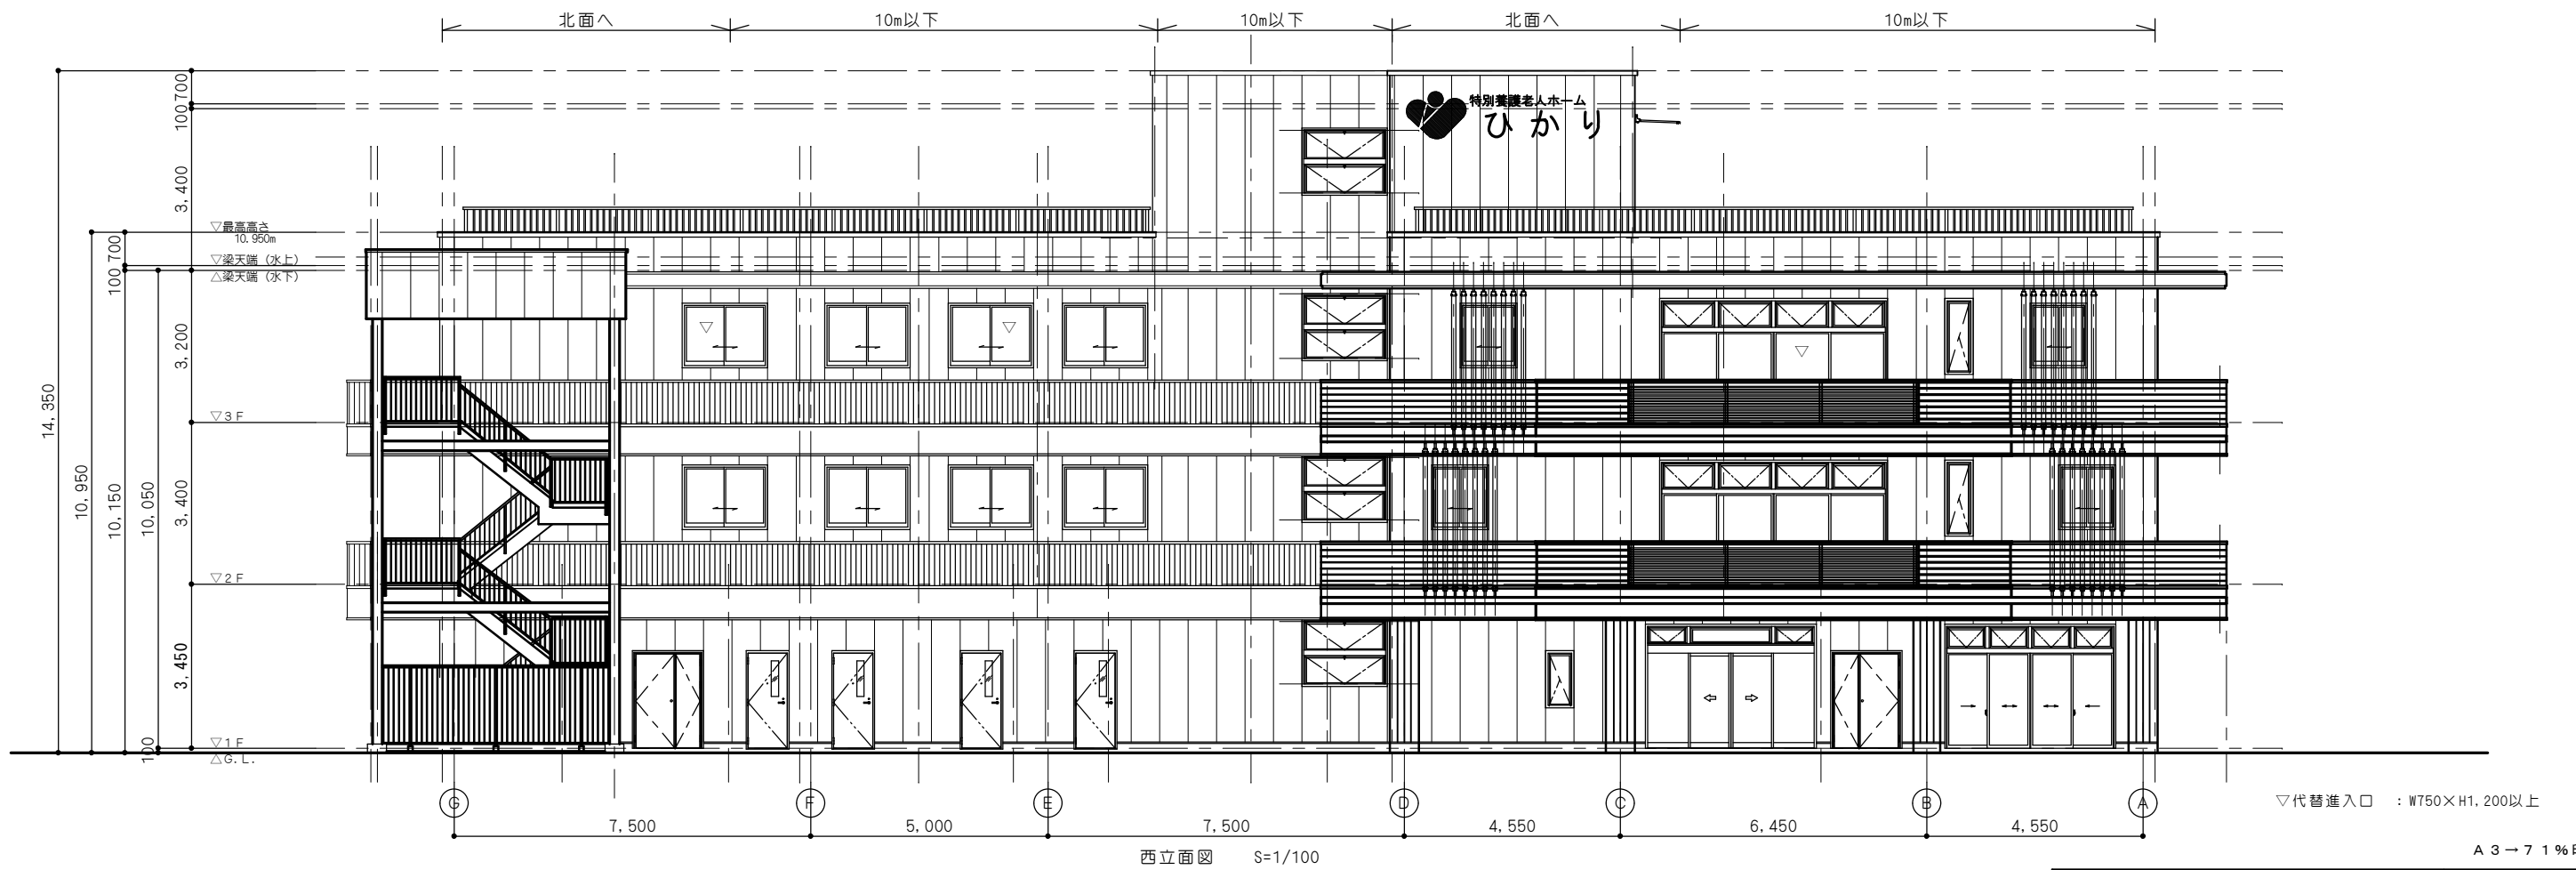 北面へ
10m以下
10m以下
北面へ
10m以下
特別養護老人ホーム
ひかり
700
100
3,400
14,350
▽最高高さ
10.950m
▽梁天端（水上）
△梁天端（水下）
700
100
3,200
▽3F
10,950
10,150
10,050
3,400
▽2F
3,450
▽1F
100
△G.L.
▽
▽
▽
G
F
E
D
C
B
A
7,500
5,000
7,500
4,550
6,450
4,550
▽代替進入口 ：W750×H1,200以上
西立面図 S=1/100
A3→71%